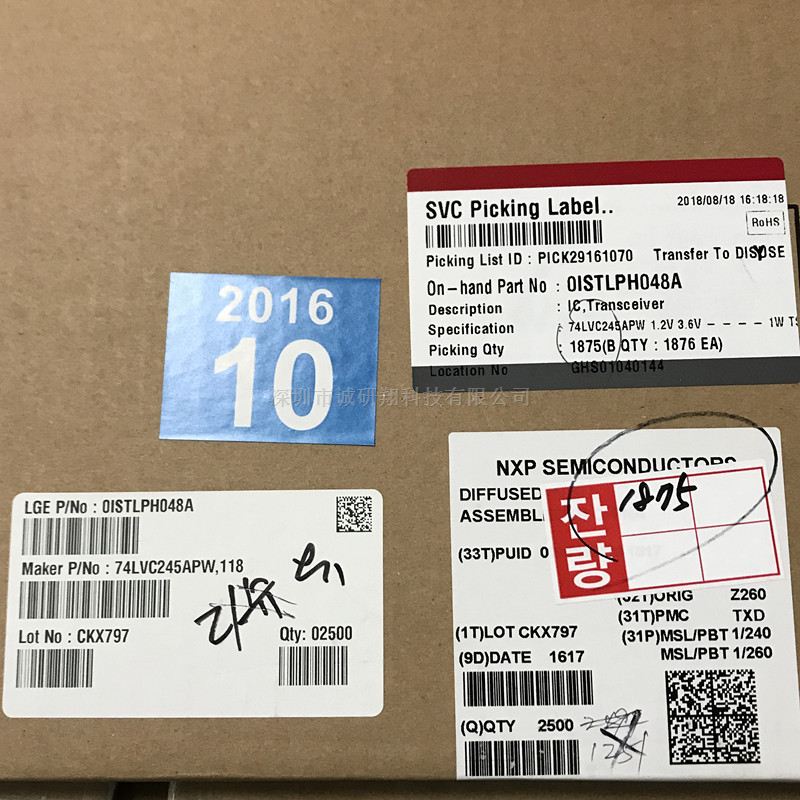 SVC Picking Label..
2018/08/18 16:18:18
RoHS
Picking List ID : PICK29161070 Transfer To DISPOSE
On-hand Part No : 0ISTLPH048A
Description : IC,Transceiver
Specification : 74LVC245APW 1.2V 3.6V - - - - 1W
Picking Qty : 1875(B.QTY : 1876 EA)
Location No GHS01040144
2016
10
深圳市诚研翔科技有限公司
LGE P/No : 0ISTLPH048A
Maker P/No : 74LVC245APW,118
Lot No : CKX797
Qty: 02500
NXP SEMICONDUCTORS
DIFFUSED
ASSEMBL
잔량
1875
(33T)PUID 0
1817
(32T)ORIG Z260
(31T)PMC TXD
(1T)LOT CKX797
(31P)MSL/PBT 1/240
(9D)DATE 1617
MSL/PBT 1/260
(Q)QTY 2500